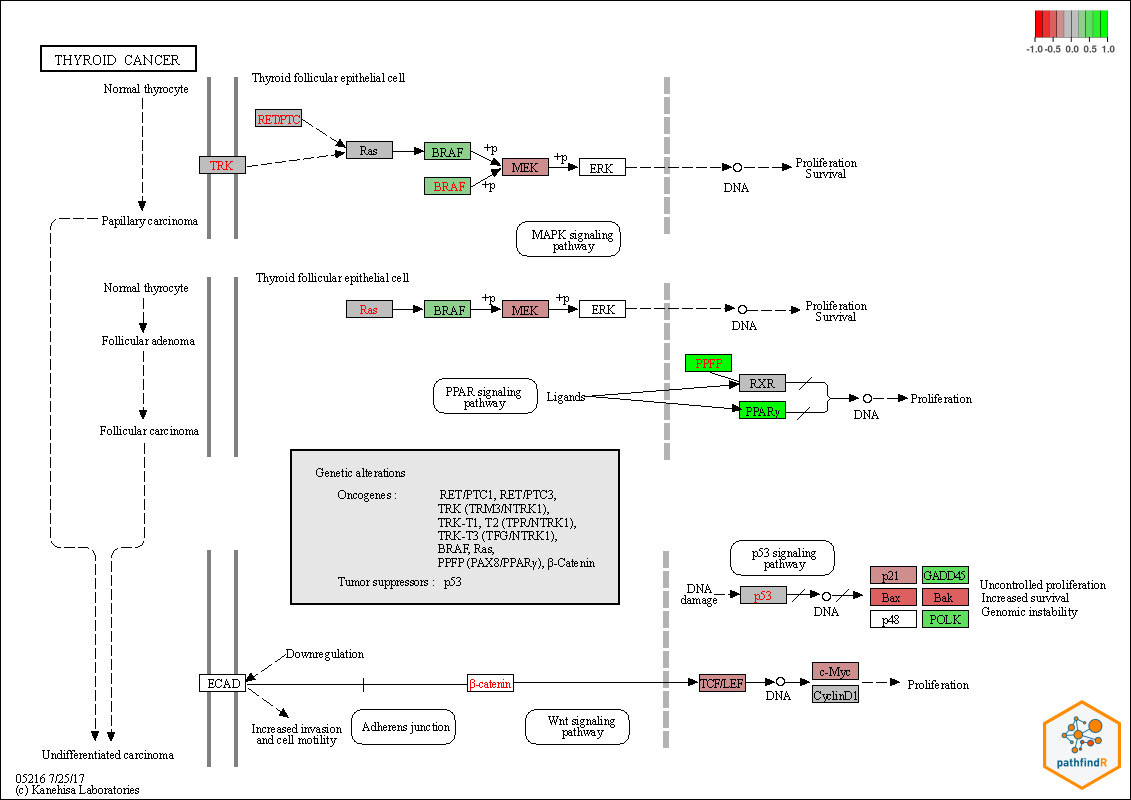 -1.0 -0.5 0.0 0.5 1.0
THYROID CANCER
Normal thyrocyte
Thyroid follicular epithelial cell
RET/PTC
TRK
Ras
BRAF
+p
BRAF
+p
MEK
+p
ERK
DNA
Proliferation
Survival
Papillary carcinoma
MAPK signaling
pathway
Normal thyrocyte
Thyroid follicular epithelial cell
Ras
BRAF
+p
MEK
+p
ERK
DNA
Proliferation
Survival
Follicular adenoma
PPFP
RXR
PPARγ
PPAR signaling
pathway
Ligands
DNA
Proliferation
Follicular carcinoma
Genetic alterations
Oncogenes :
RET/PTC1, RET/PTC3,
TRK (TRM3/NTRK1),
TRK-T1, T2 (TPR/NTRK1),
TRK-T3 (TFG/NTRK1),
BRAF, Ras,
PPFP (PAX8/PPARγ), β-Catenin
Tumor suppressors : p53
p53 signaling
pathway
DNA
damage
p53
DNA
p21
GADD45
Bax
Bak
p48
POLK
Uncontrolled proliferation
Increased survival
Genomic instability
Downregulation
ECAD
β-catenin
TCF/LEF
DNA
c-Myc
CyclinD1
Proliferation
Increased invasion
and cell motility
Adherens junction
Wnt signaling
pathway
Undifferentiated carcinoma
05216 7/25/17
(c) Kanehisa Laboratories
pathfindR